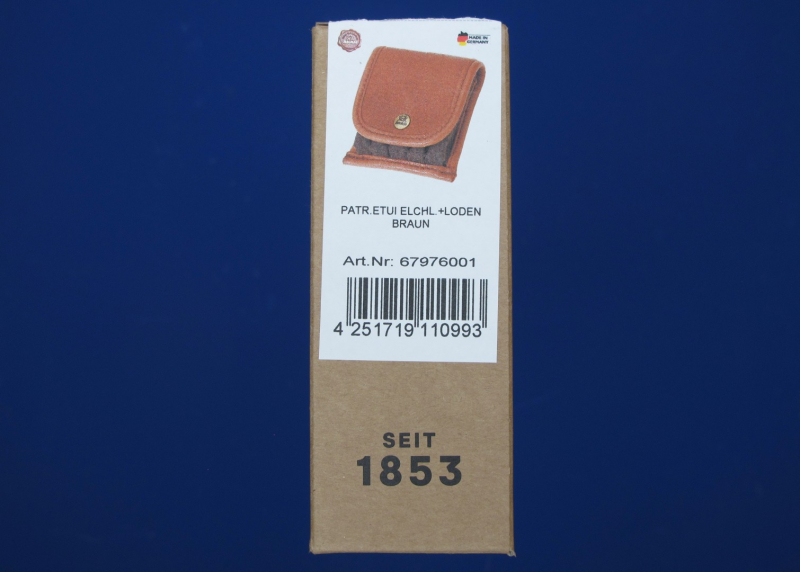 MADE IN
GERMANY
PATR.ETUI ELCHL.+LODEN
BRAUN
Art.Nr: 67976001
4 251719 110993
SEIT
1853